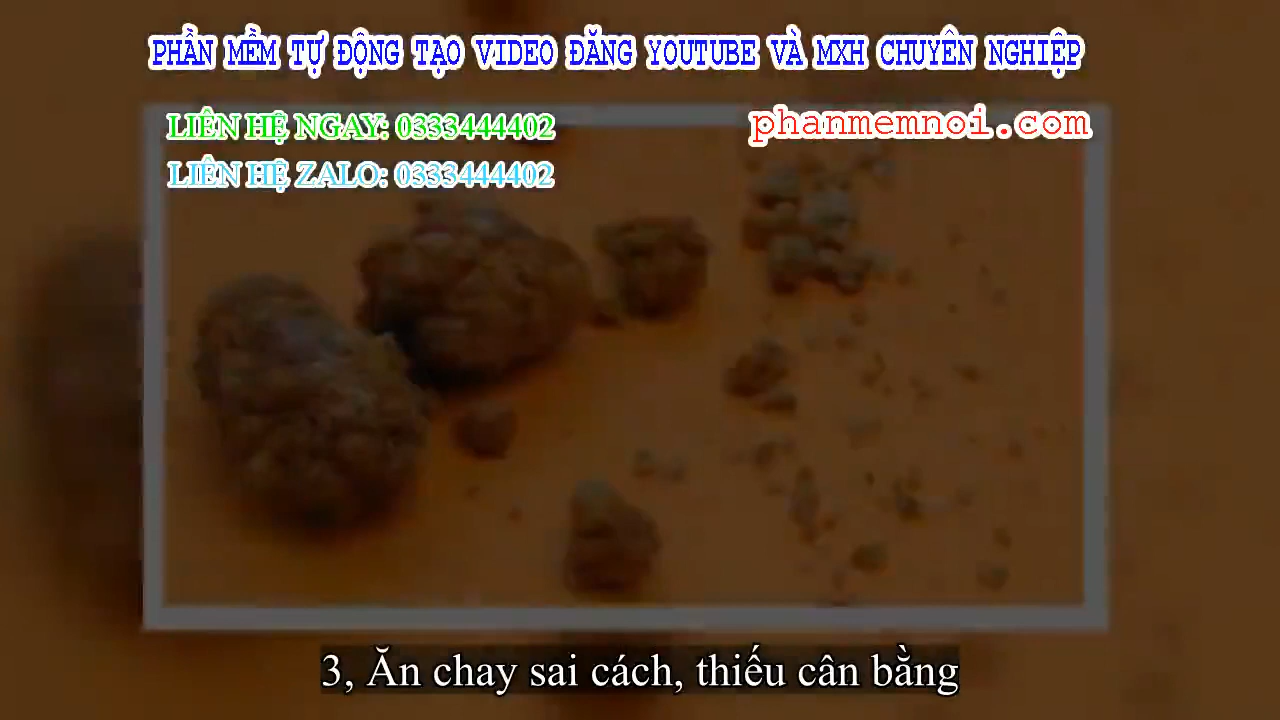 PHẦN MỀM TỰ ĐỘNG TẠO VIDEO ĐĂNG YOUTUBE VÀ MXH CHUYÊN NGHIỆP
LIÊN HỆ NGAY: 0333444402
phanmemnoi.com
LIÊN HỆ ZALO: 0333444402
3, Ăn chay sai cách, thiếu cân bằng